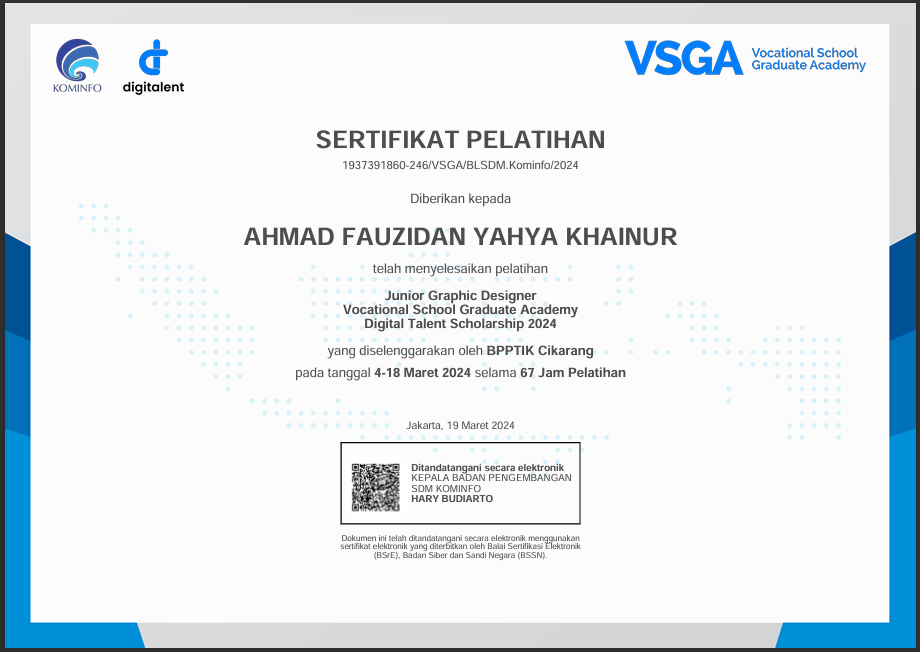 KOMINFO
digitalent
VSGA Vocational School
Graduate Academy
SERTIFIKAT PELATIHAN
1937391860-246/VSGA/BLSDM.Kominfo/2024
Diberikan kepada
AHMAD FAUZIDAN YAHYA KHAINUR
telah menyelesaikan pelatihan
Junior Graphic Designer
Vocational School Graduate Academy
Digital Talent Scholarship 2024
yang diselenggarakan oleh BPPTIK Cikarang
pada tanggal 4-18 Maret 2024 selama 67 Jam Pelatihan
Jakarta, 19 Maret 2024
Ditandatangani secara elektronik
KEPALA BADAN PENGEMBANGAN
SDM KOMINFO
HARY BUDIARTO
Dokumen ini telah ditandatangani secara elektronik menggunakan
sertifikat elektronik yang diterbitkan oleh Balai Sertifikasi Elektronik
(BSrE), Badan Siber dan Sandi Negara (BSSN).